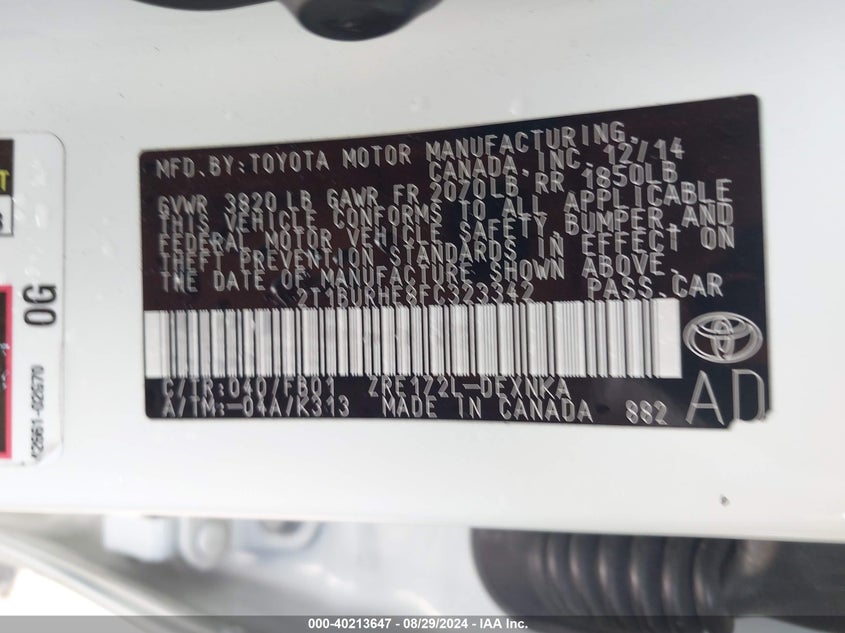 MFD. BY: TOYOTA MOTOR MANUFACTURING,
CANADA, INC. 12/14
GVWR 3820 LB GAWR FR 2070LB RR 1850LB
THIS VEHICLE CONFORMS TO ALL APPLICABLE
FEDERAL MOTOR VEHICLE SAFETY, BUMPER, AND
THEFT PREVENTION STANDARDS IN EFFECT ON
THE DATE OF MANUFACTURE SHOWN ABOVE.
2T1BURHE8FC323342 PASS.CAR
C/TR:040/FB01 ZRE172L-DEXNKA
A/TM:-04A/K313 MADE IN CANADA 882
AD
0G
42661-02G70
000-40213647 - 08/29/2024 - IAA Inc.